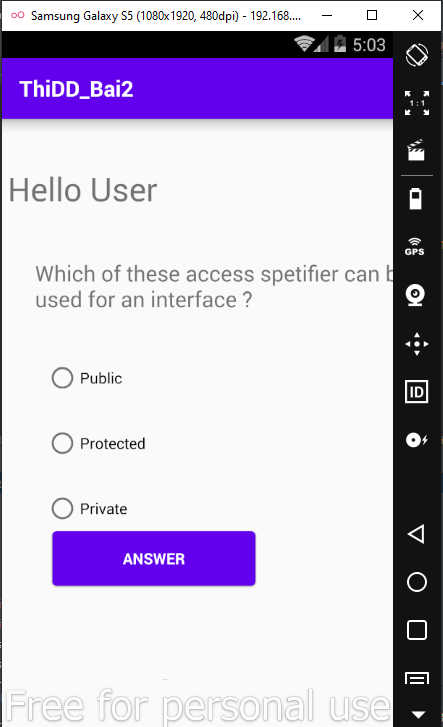 Samsung Galaxy S5 (1080x1920, 480dpi) - 192.168....
5:03
ThiDD_Bai2
1:1
Hello User
Which of these access spetifier can b
used for an interface ?
GPS
Public
ID
Protected
Private
ANSWER
Free for personal use